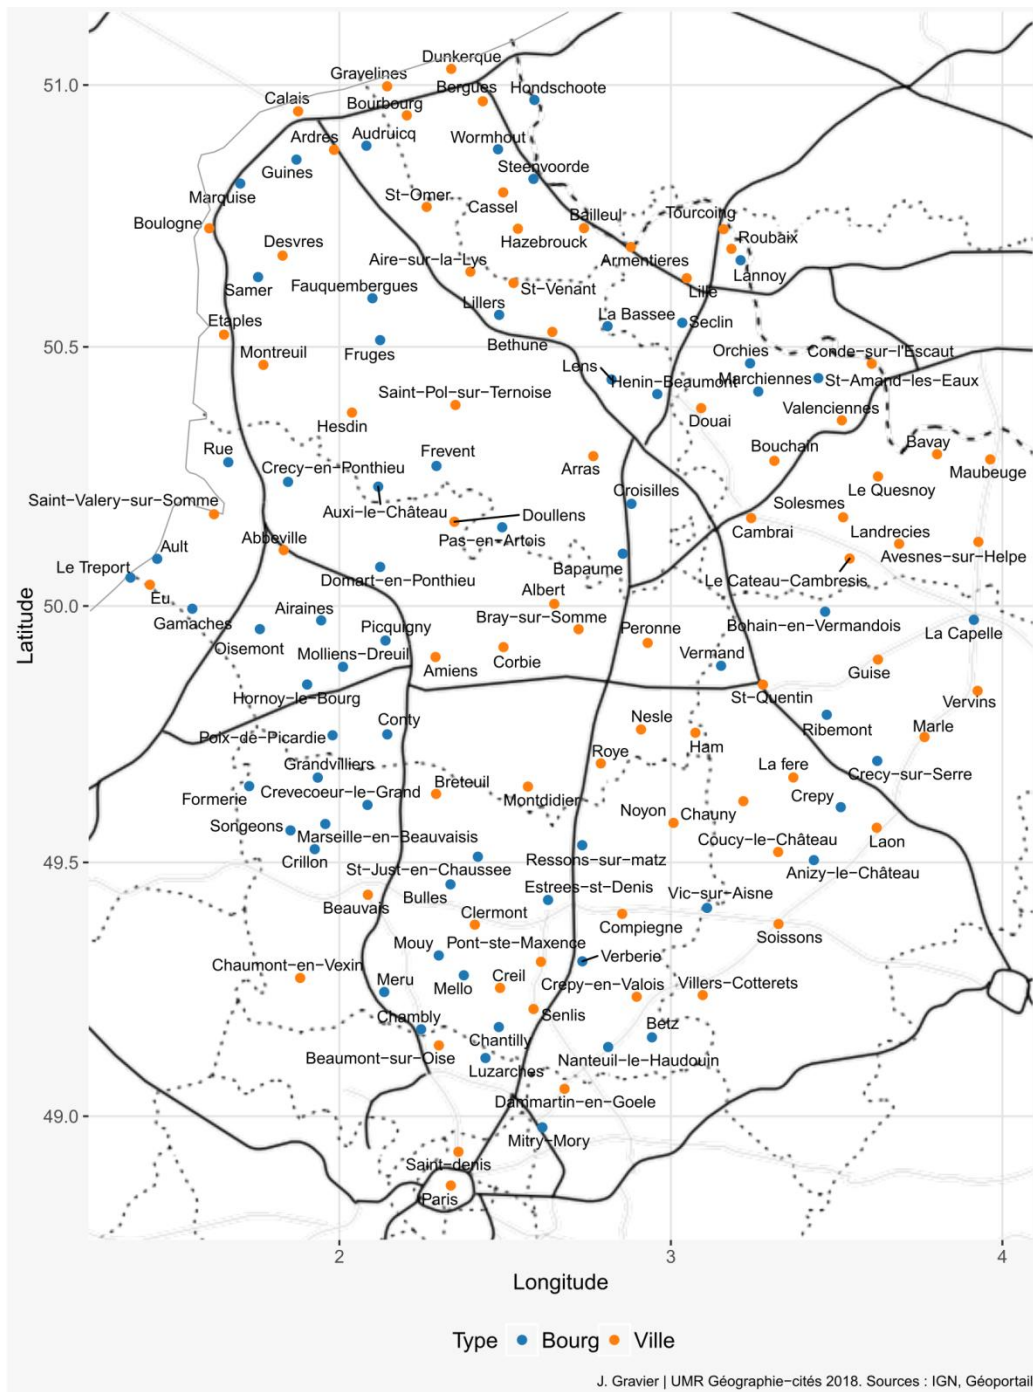 Dunkerque
Gravelines
Bergues
Hondschoote
Calais
Bourbourg
Ardres
Audruicq
Wormhout
Guines
Steenvoorde
Marquise
St-Omer
Cassel
Bailleul
Tourcoing
Boulogne
Hazebrouck
Roubaix
Desvres
Aire-sur-la-Lys
Armentieres
Lannoy
Samer
Fauquembergues
St-Venant
Lille
Lillers
La Bassee
Seclin
Etaples
Bethune
Montreuil
Fruges
Orchies
Conde-sur-l'Escaut
Lens
Henin-Beaumont
Marchiennes
St-Amand-les-Eaux
Saint-Pol-sur-Ternoise
Valenciennes
Hesdin
Douai
Rue
Frevent
Bouchain
Bavay
Crecy-en-Ponthieu
Arras
Maubeuge
Croisilles
Le Quesnoy
Saint-Valery-sur-Somme
Auxi-le-Château
Doullens
Solesmes
Abbeville
Pas-en-Artois
Cambrai
Landrecies
Ault
Avesnes-sur-Helpe
Le Treport
Domart-en-Ponthieu
Bapaume
Le Cateau-Cambresis
Eu
Albert
Gamaches
Airaines
Bray-sur-Somme
Bohain-en-Vermandois
Picquigny
Peronne
La Capelle
Oisemont
Molliens-Dreuil
Vermand
Amiens
Corbie
Guise
Hornoy-le-Bourg
St-Quentin
Vervins
Conty
Nesle
Ribemont
Marle
Poix-de-Picardie
Roye
Ham
Grandvilliers
La fere
Crecy-sur-Serre
Breteuil
Formerie
Crevecoeur-le-Grand
Montdidier
Crepy
Noyon
Chauny
Songeons
Marseille-en-Beauvaisis
Coucy-le-Château
Laon
Crillon
Ressons-sur-matz
St-Just-en-Chaussee
Anizy-le-Château
Estrees-st-Denis
Vic-sur-Aisne
Bulles
Beauvais
Clermont
Compiegne
Soissons
Mouy
Pont-ste-Maxence
Verberie
Chaumont-en-Vexin
Meru
Mello
Creil
Crepy-en-Valois
Villers-Cotterets
Chambly
Senlis
Betz
Chantilly
Beaumont-sur-Oise
Nanteuil-le-Haudouin
Luzarches
Dammartin-en-Goele
Mitry-Mory
Saint-denis
Paris
51.0
50.5
50.0
49.5
49.0
Latitude
2 3 4
Longitude
Type Bourg Ville
J. Gravier | UMR Géographie-cités 2018. Sources : IGN, Géoportail